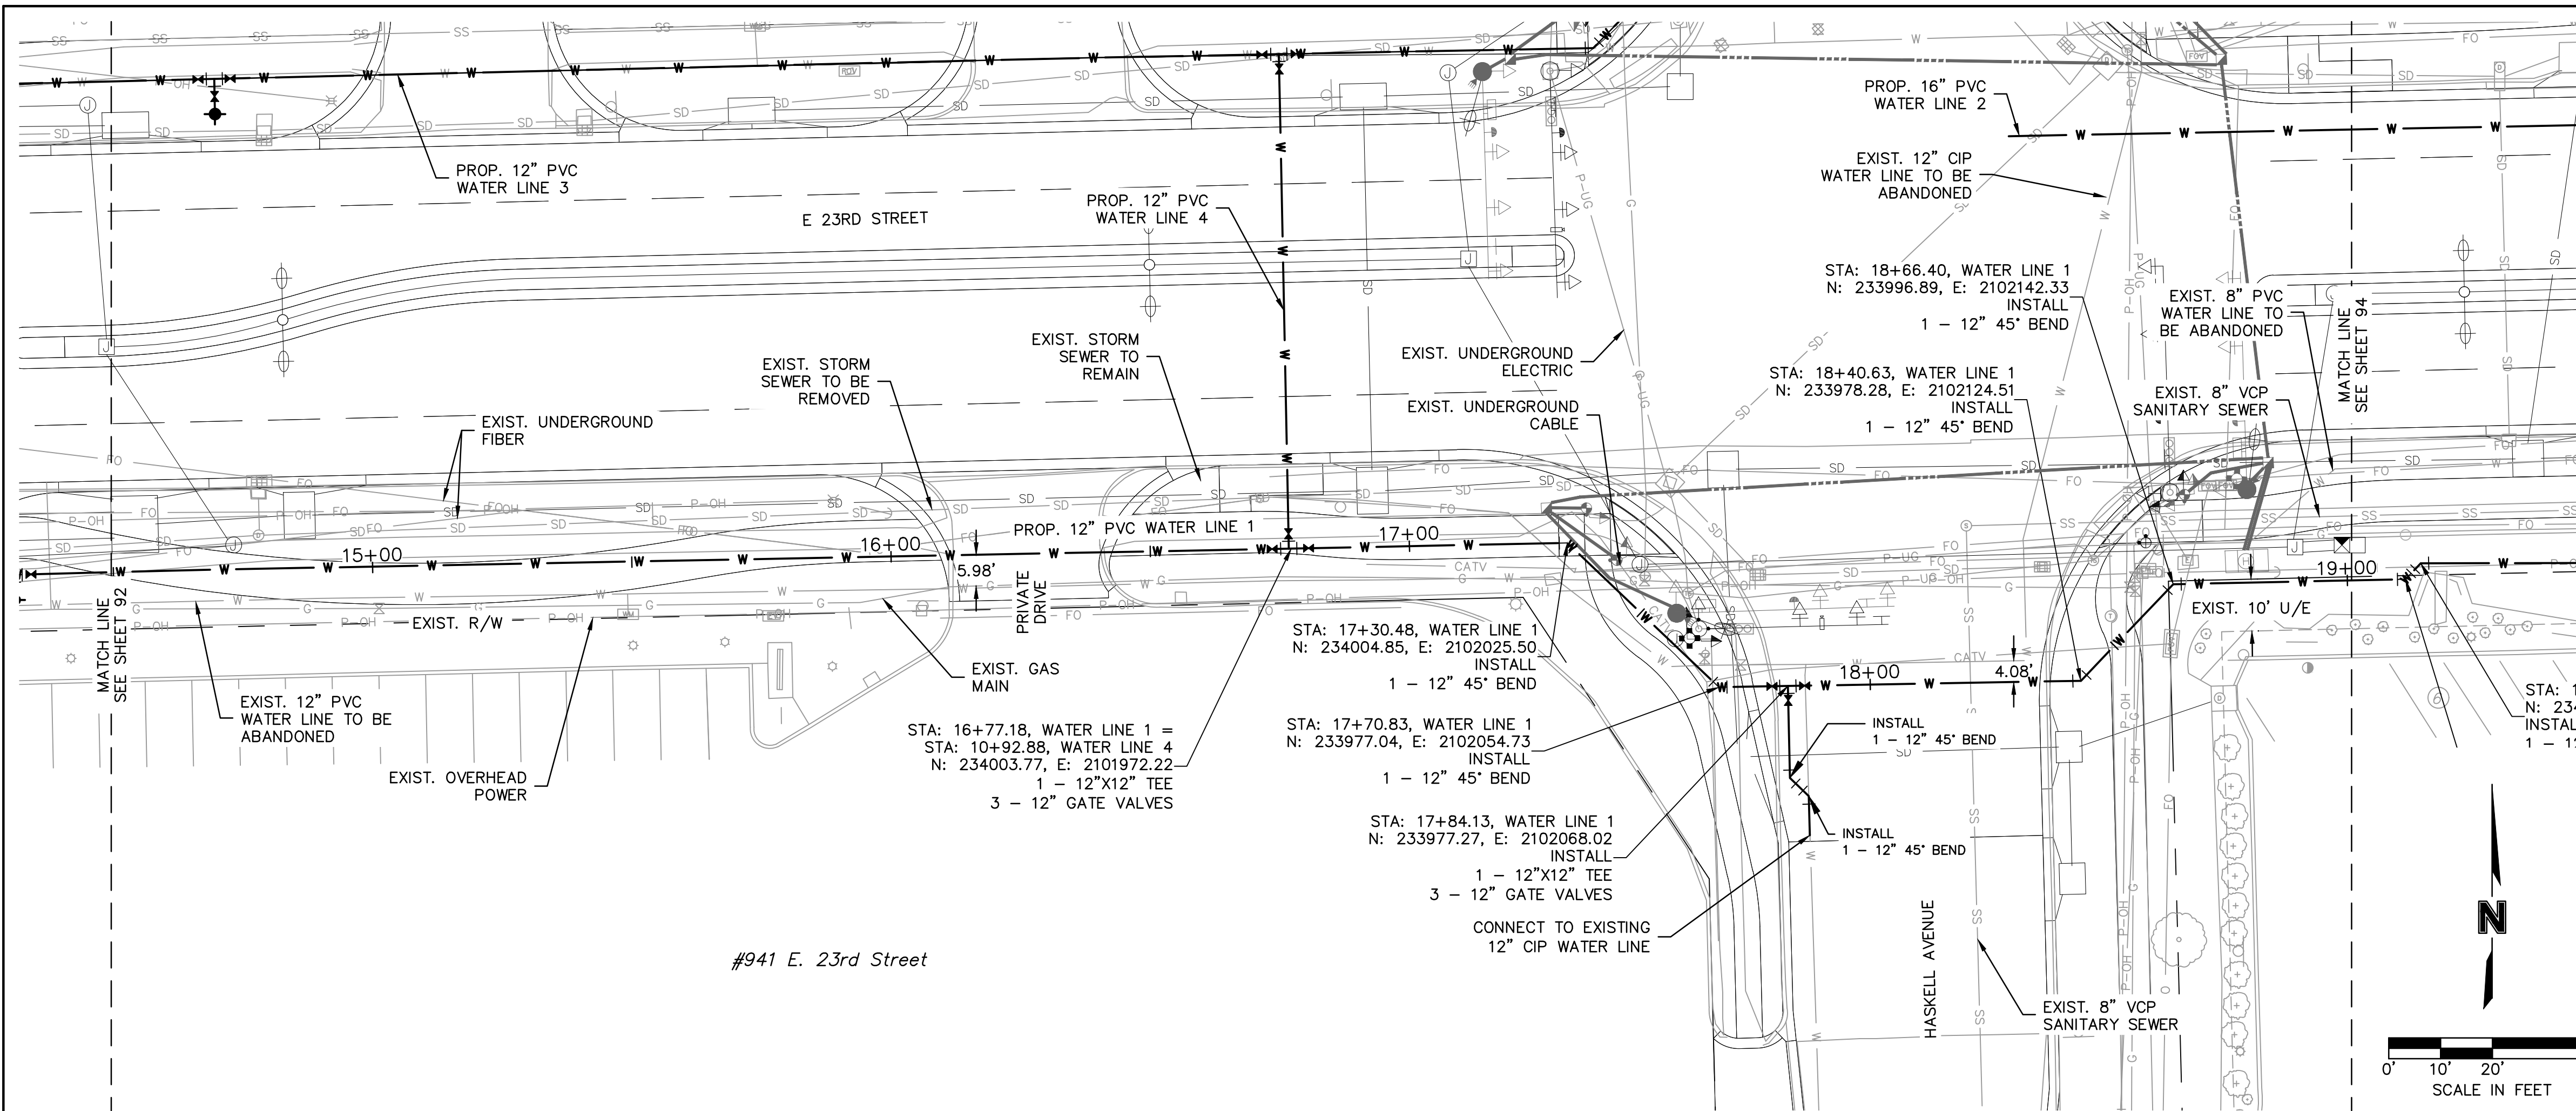 PROP. 12" PVC
WATER LINE 3
E 23RD STREET
PROP. 12" PVC
WATER LINE 4
PROP. 16" PVC
WATER LINE 2
EXIST. 12" CIP
WATER LINE TO BE
ABANDONED
STA: 18+66.40, WATER LINE 1
N: 233996.89, E: 2102142.33
INSTALL
1 – 12" 45° BEND
EXIST. 8" PVC
WATER LINE TO
BE ABANDONED
MATCH LINE
SEE SHEET 94
EXIST. STORM
SEWER TO BE
REMOVED
EXIST. STORM
SEWER TO
REMAIN
EXIST. UNDERGROUND
ELECTRIC
EXIST. UNDERGROUND
CABLE
STA: 18+40.63, WATER LINE 1
N: 233978.28, E: 2102124.51
INSTALL
1 – 12" 45° BEND
EXIST. 8" VCP
SANITARY SEWER
EXIST. UNDERGROUND
FIBER
PROP. 12" PVC WATER LINE 1
15+00
16+00
17+00
18+00
19+00
5.98'
4.08'
PRIVATE
DRIVE
EXIST. 10' U/E
MATCH LINE
SEE SHEET 92
EXIST. R/W
EXIST. GAS
MAIN
EXIST. 12" PVC
WATER LINE TO BE
ABANDONED
EXIST. OVERHEAD
POWER
STA: 16+77.18, WATER LINE 1 =
STA: 10+92.88, WATER LINE 4
N: 234003.77, E: 2101972.22
1 – 12"X12" TEE
3 – 12" GATE VALVES
STA: 17+30.48, WATER LINE 1
N: 234004.85, E: 2102025.50
INSTALL
1 – 12" 45° BEND
STA: 17+70.83, WATER LINE 1
N: 233977.04, E: 2102054.73
INSTALL
1 – 12" 45° BEND
STA: 17+84.13, WATER LINE 1
N: 233977.27, E: 2102068.02
INSTALL
1 – 12"X12" TEE
3 – 12" GATE VALVES
CONNECT TO EXISTING
12" CIP WATER LINE
INSTALL
1 – 12" 45° BEND
INSTALL
1 – 12" 45° BEND
HASKELL AVENUE
EXIST. 8" VCP
SANITARY SEWER
#941 E. 23rd Street
N
0' 10' 20'
SCALE IN FEET